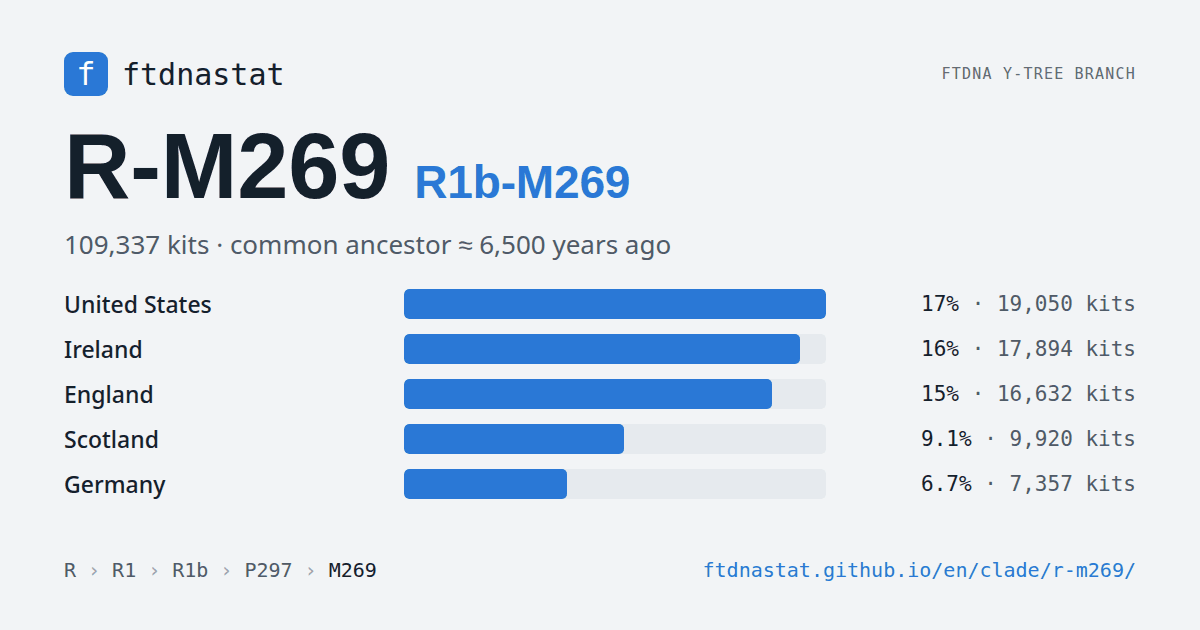 f ftdnastat
FTDNA Y-TREE BRANCH
R-M269 R1b-M269
109,337 kits · common ancestor ≈ 6,500 years ago
United States 17% · 19,050 kits
Ireland 16% · 17,894 kits
England 15% · 16,632 kits
Scotland 9.1% · 9,920 kits
Germany 6.7% · 7,357 kits
R › R1 › R1b › P297 › M269
ftdnastat.github.io/en/clade/r-m269/